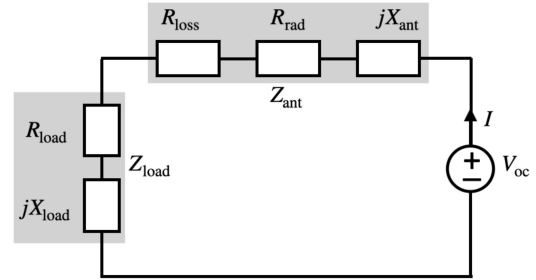 R_loss R_rad jX_ant
Z_ant
I
R_load
Z_load
+
−
V_oc
jX_load